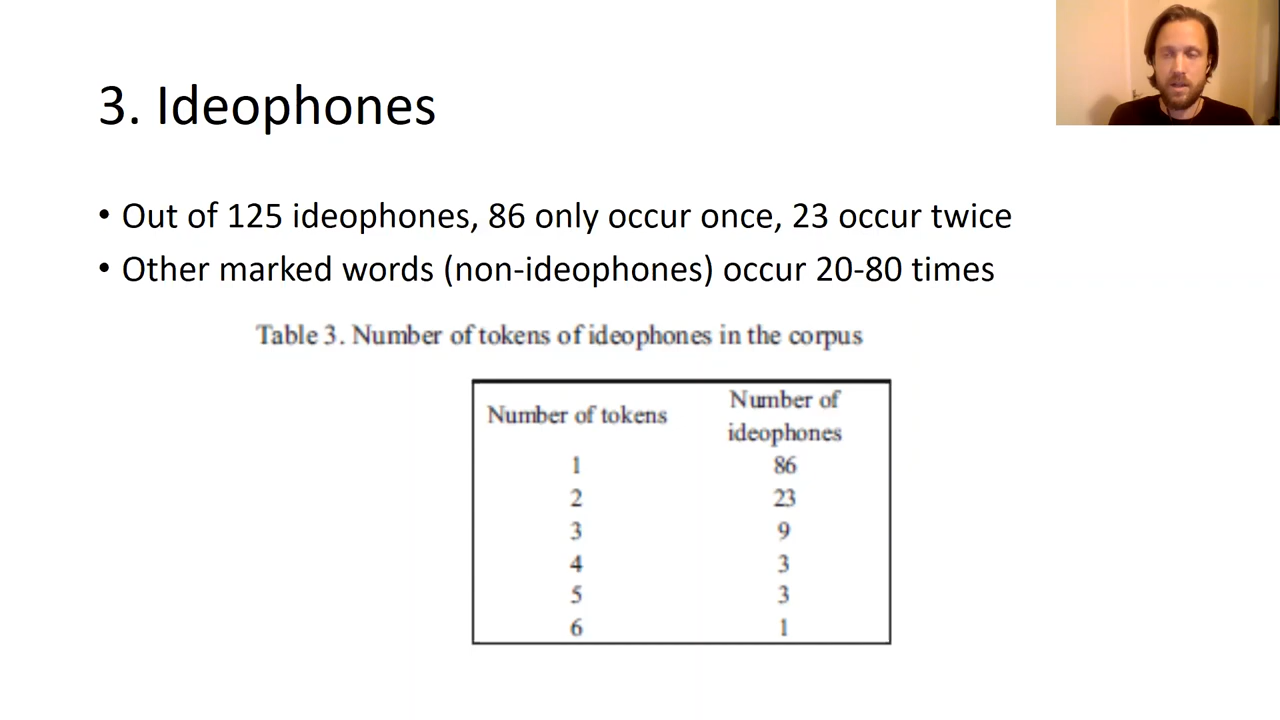 3. Ideophones
• Out of 125 ideophones, 86 only occur once, 23 occur twice
• Other marked words (non-ideophones) occur 20-80 times
Table 3. Number of tokens of ideophones in the corpus
Number of tokens Number of ideophones
1 86
2 23
3 9
4 3
5 3
6 1